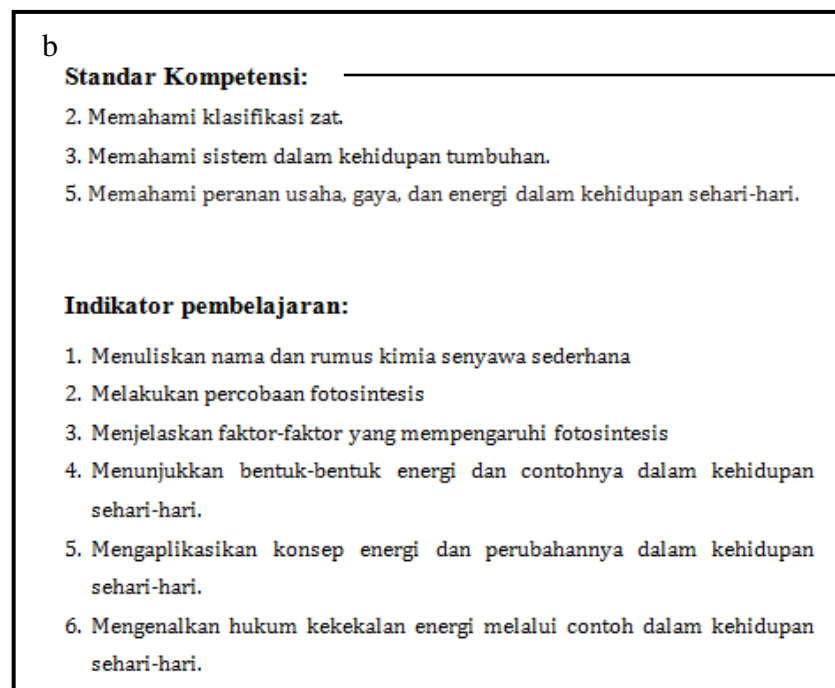 b
Standar Kompetensi:
2. Memahami klasifikasi zat.
3. Memahami sistem dalam kehidupan tumbuhan.
5. Memahami peranan usaha, gaya, dan energi dalam kehidupan sehari-hari.
Indikator pembelajaran:
1. Menuliskan nama dan rumus kimia senyawa sederhana
2. Melakukan percobaan fotosintesis
3. Menjelaskan faktor-faktor yang mempengaruhi fotosintesis
4. Menunjukkan bentuk-bentuk energi dan contohnya dalam kehidupan
sehari-hari.
5. Mengaplikasikan konsep energi dan perubahannya dalam kehidupan
sehari-hari.
6. Mengenalkan hukum kekekalan energi melalui contoh dalam kehidupan
sehari-hari.